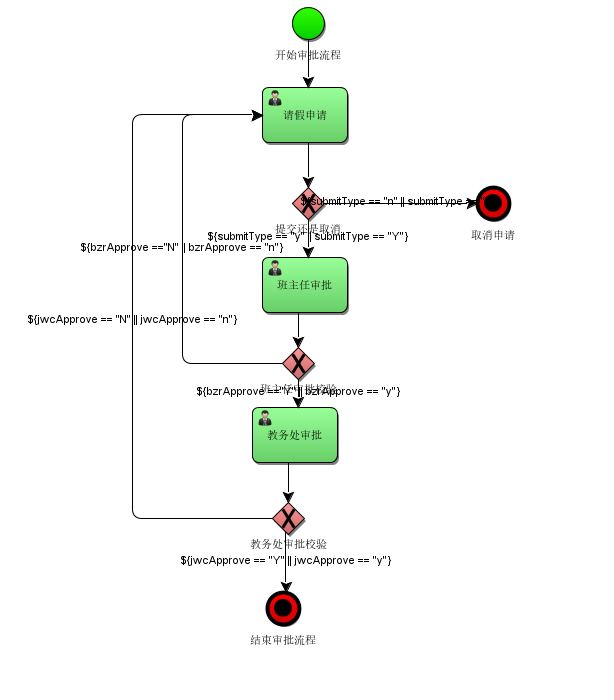 开始审批流程
请假申请
${submitType == "n" || submitType ==
取消申请
提交还是取消
${submitType == "y" || submitType == "Y"}
${bzrApprove =="N" || bzrApprove == "n"}
班主任审批
${jwcApprove == "N" || jwcApprove == "n"}
班主任审批校验
${bzrApprove == "Y" || bzrApprove == "y"}
教务处审批
教务处审批校验
${jwcApprove == "Y" || jwcApprove == "y"}
结束审批流程